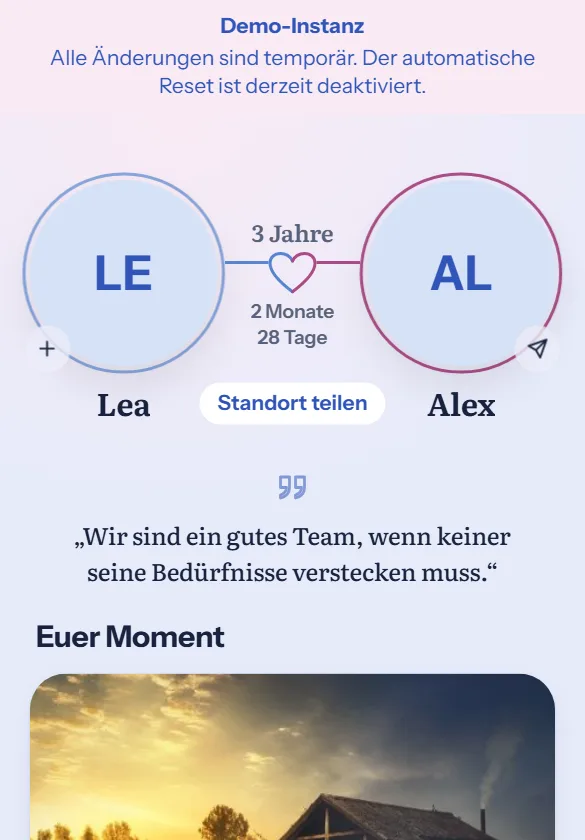 Demo-Instanz
Alle Änderungen sind temporär. Der automatische
Reset ist derzeit deaktiviert.
LE
3 Jahre
2 Monate
28 Tage
AL
Lea
Standort teilen
Alex
„Wir sind ein gutes Team, wenn keiner
seine Bedürfnisse verstecken muss.“
Euer Moment